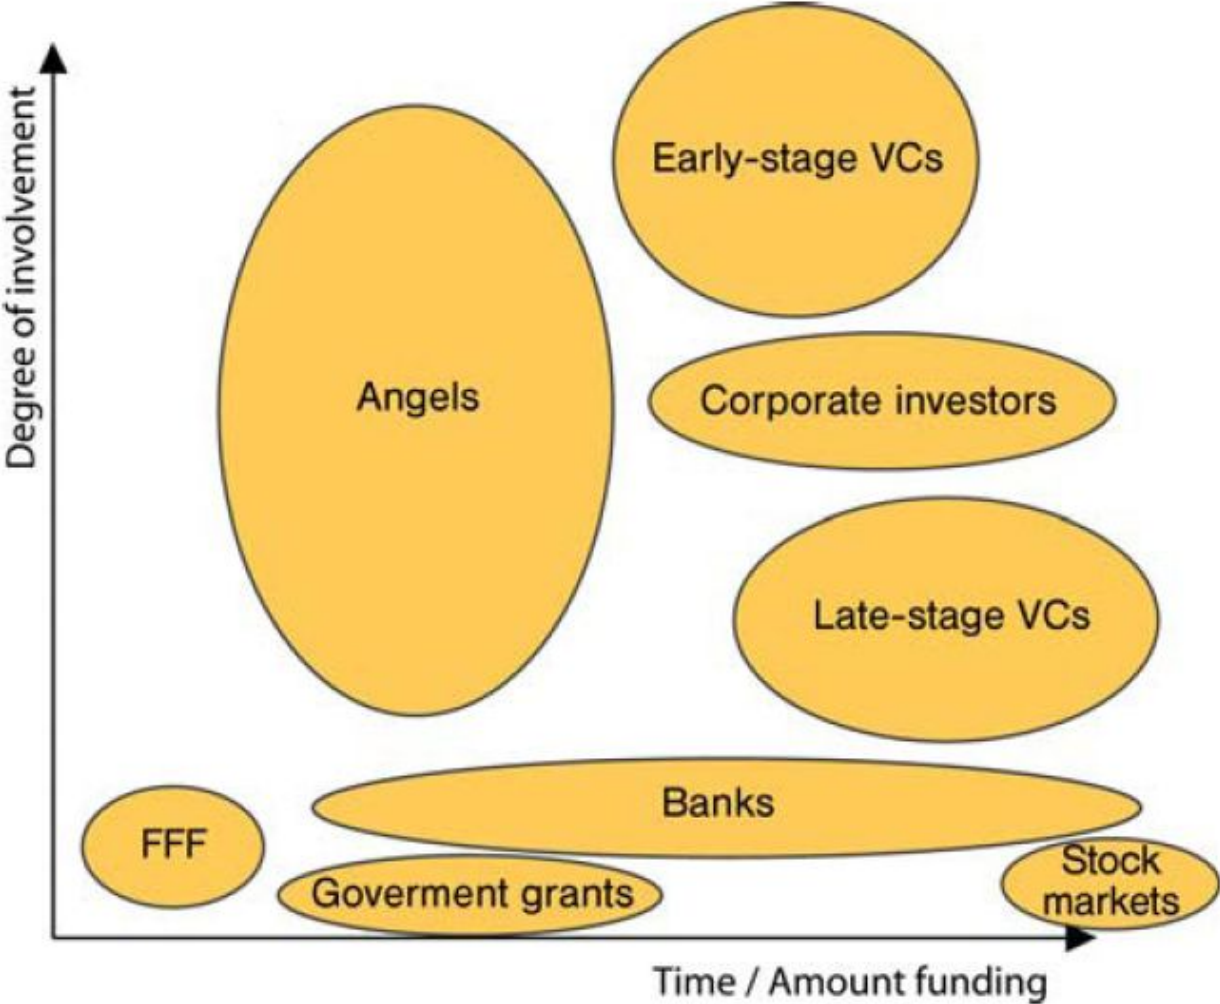 Degree of involvement
Early-stage VCs
Angels
Corporate investors
Late-stage VCs
Banks
FFF
Goverment grants
Stock
markets
Time / Amount funding